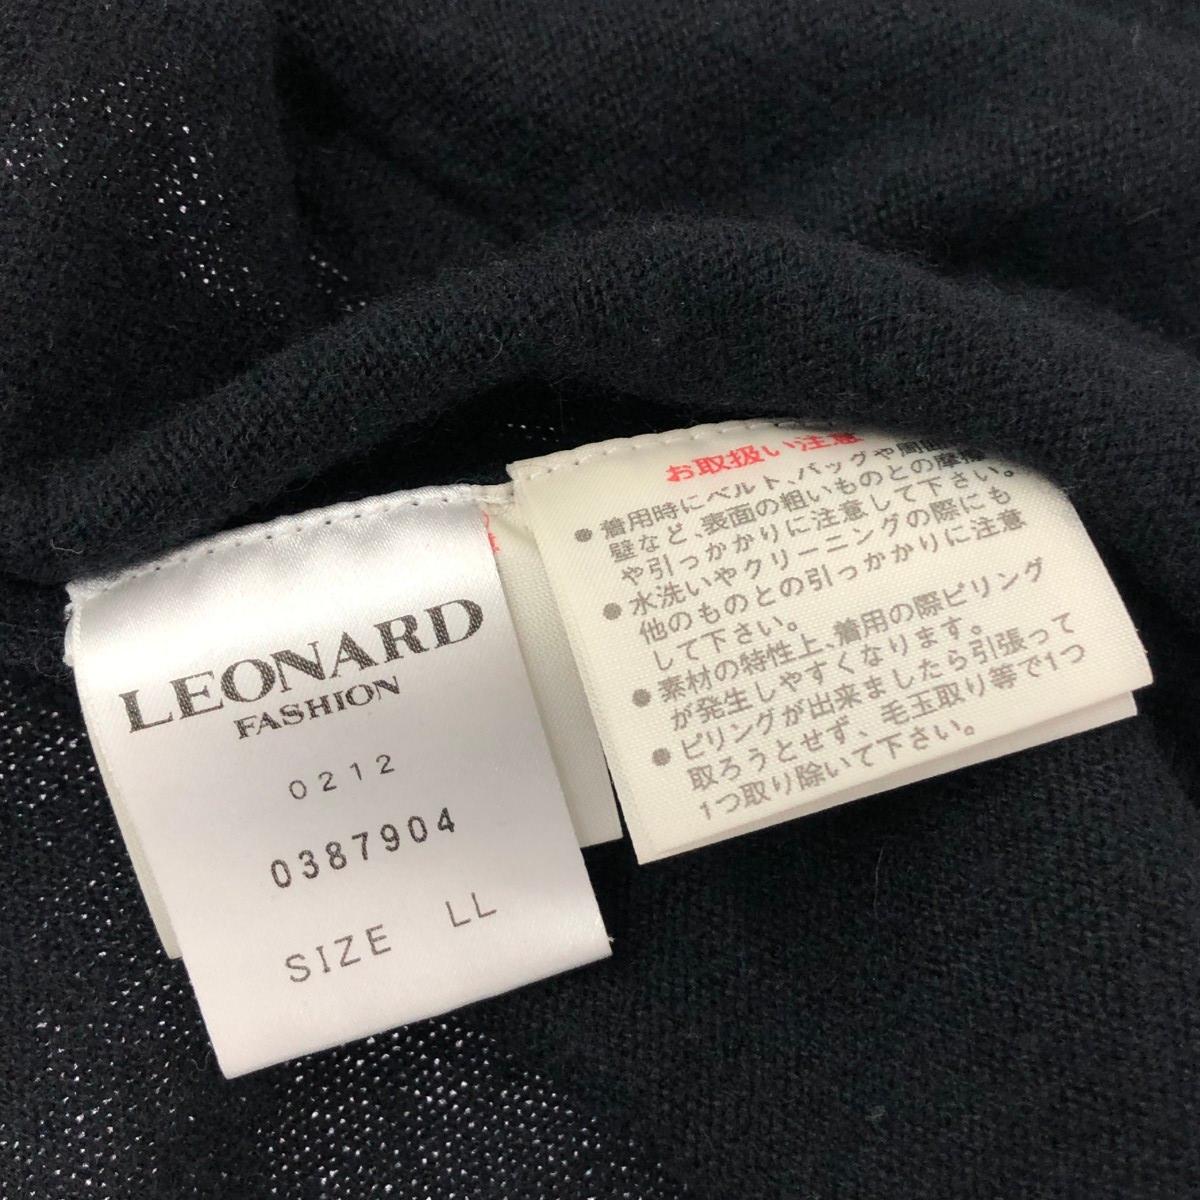 LEONARD
FASHION
0212
0387904
SIZE LL
お取扱い注意
●着用時にベルト、バッグや周囲
壁など、表面の粗いものとの摩擦
や引っかかりに注意して下さい。
●水洗いやクリーニングの際にも
他のものとの引っかかりに注意
して下さい。
●素材の特性上、着用の際ピリング
が発生しやすくなります。
●ピリングが出来ましたら引張って
取ろうとせず、毛玉取り等で1つ
1つ取り除いて下さい。